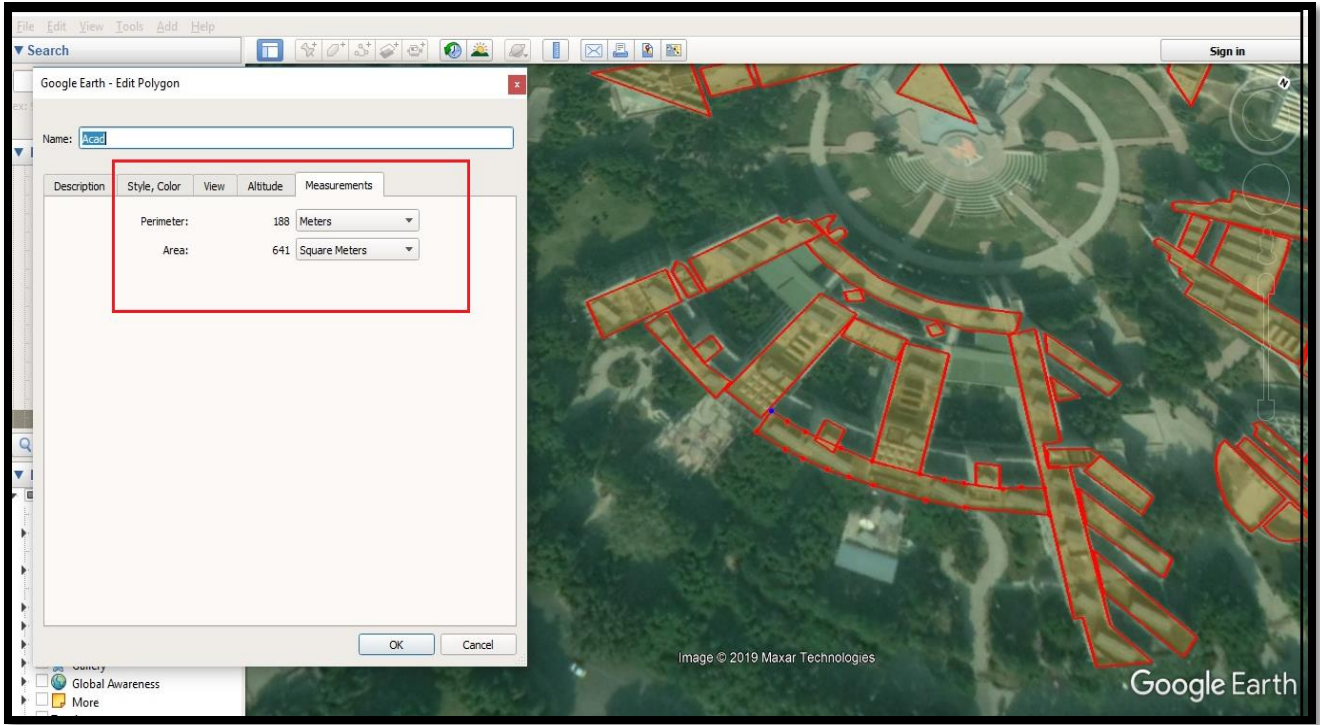 File Edit View Tools Add Help
Search
Sign in
Google Earth - Edit Polygon
x
Name: Acad
Description Style, Color View Altitude Measurements
Perimeter: 188 Meters
Area: 641 Square Meters
OK Cancel
Global Awareness
More
N
Image © 2019 Maxar Technologies
Google Earth